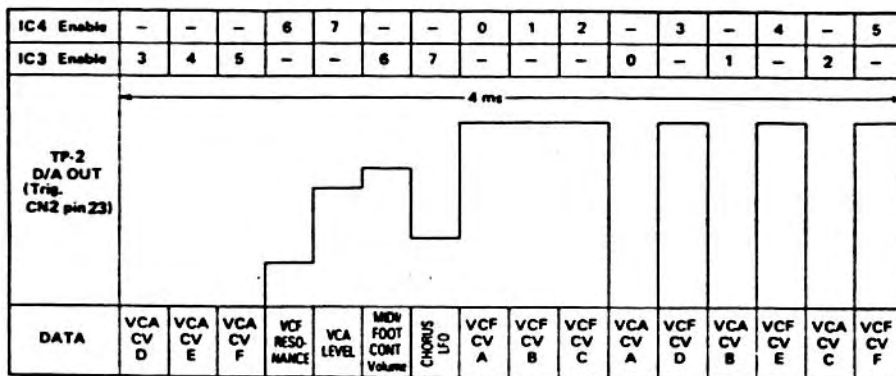 IC4 Enable – – – 6 7 – – 0 1 2 – 3 – 4 – 5
IC3 Enable 3 4 5 – – 6 7 – – – 0 – 1 – 2 –
4 ms
TP-2
D/A OUT
(Trig.
CN2 pin23)
DATA
VCA CV D
VCA CV E
VCA CV F
VCF RESO-NANCE
VCA LEVEL
MIDI/ FOOT CONT Volume
CHORUS LFO
VCF CV A
VCF CV B
VCF CV C
VCA CV A
VCF CV D
VCA CV B
VCF CV E
VCA CV C
VCF CV F